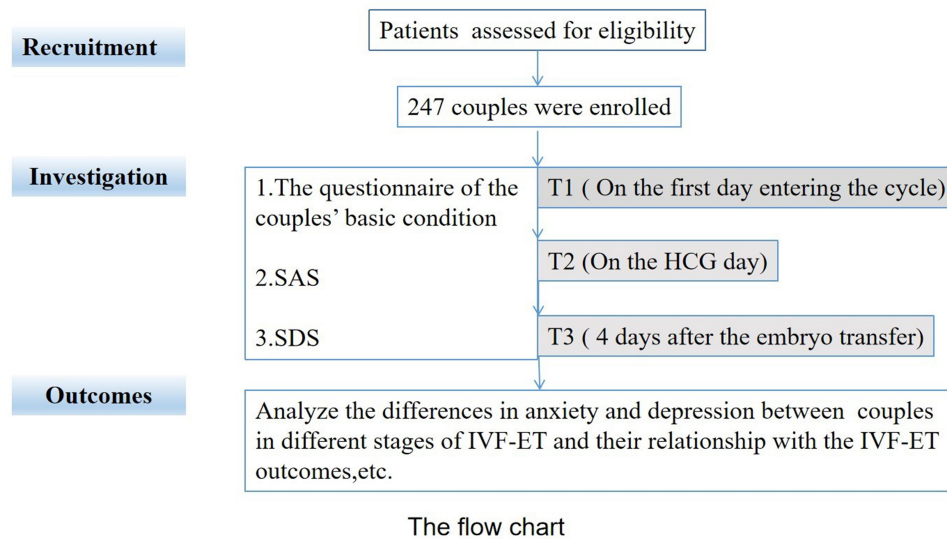 Recruitment
Patients assessed for eligibility
247 couples were enrolled
Investigation
1.The questionnaire of the
couples’ basic condition
2.SAS
3.SDS
T1 ( On the first day entering the cycle)
T2 (On the HCG day)
T3 ( 4 days after the embryo transfer)
Outcomes
Analyze the differences in anxiety and depression between couples
in different stages of IVF-ET and their relationship with the IVF-ET
outcomes,etc.
The flow chart